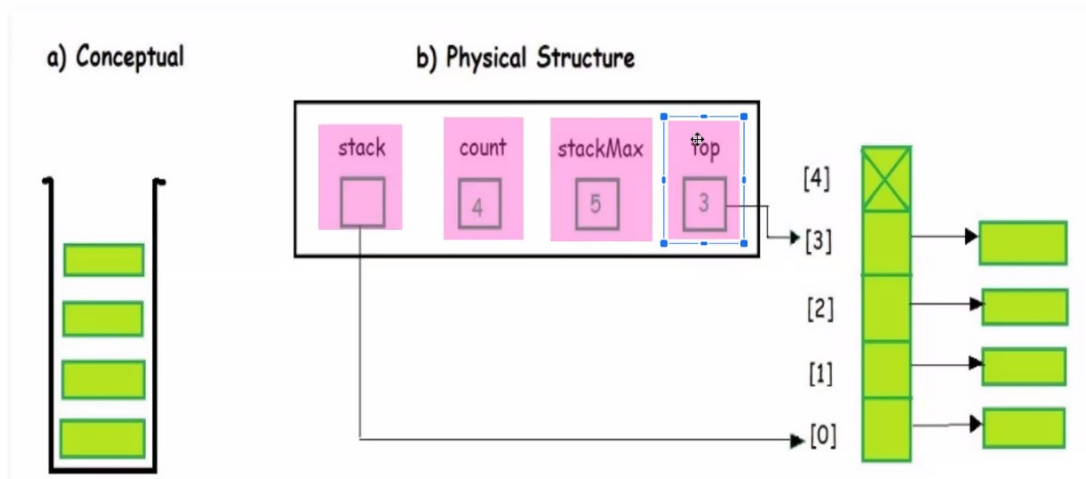 a) Conceptual
b) Physical Structure
stack count stackMax top
4 5 3
[4]
[3]
[2]
[1]
[0]